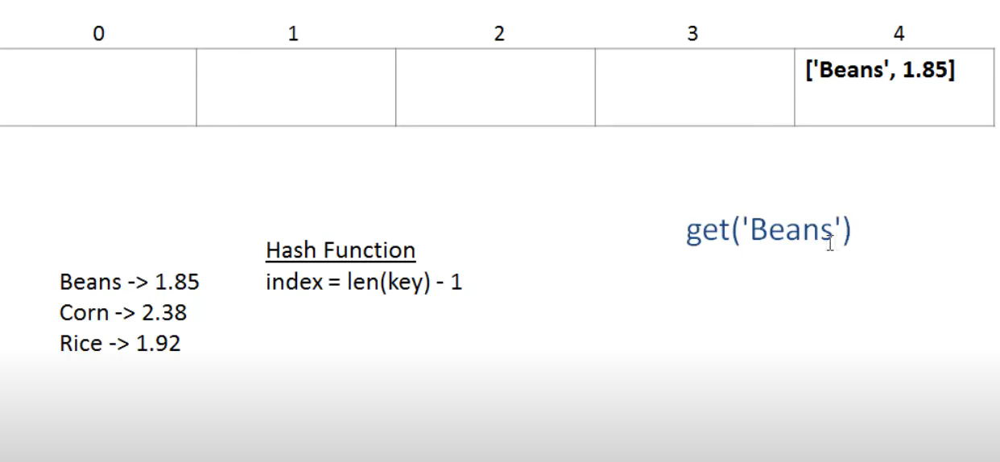 0 1 2 3 4
['Beans', 1.85]
get('Beans')
Hash Function
Beans -> 1.85 index = len(key) - 1
Corn -> 2.38
Rice -> 1.92